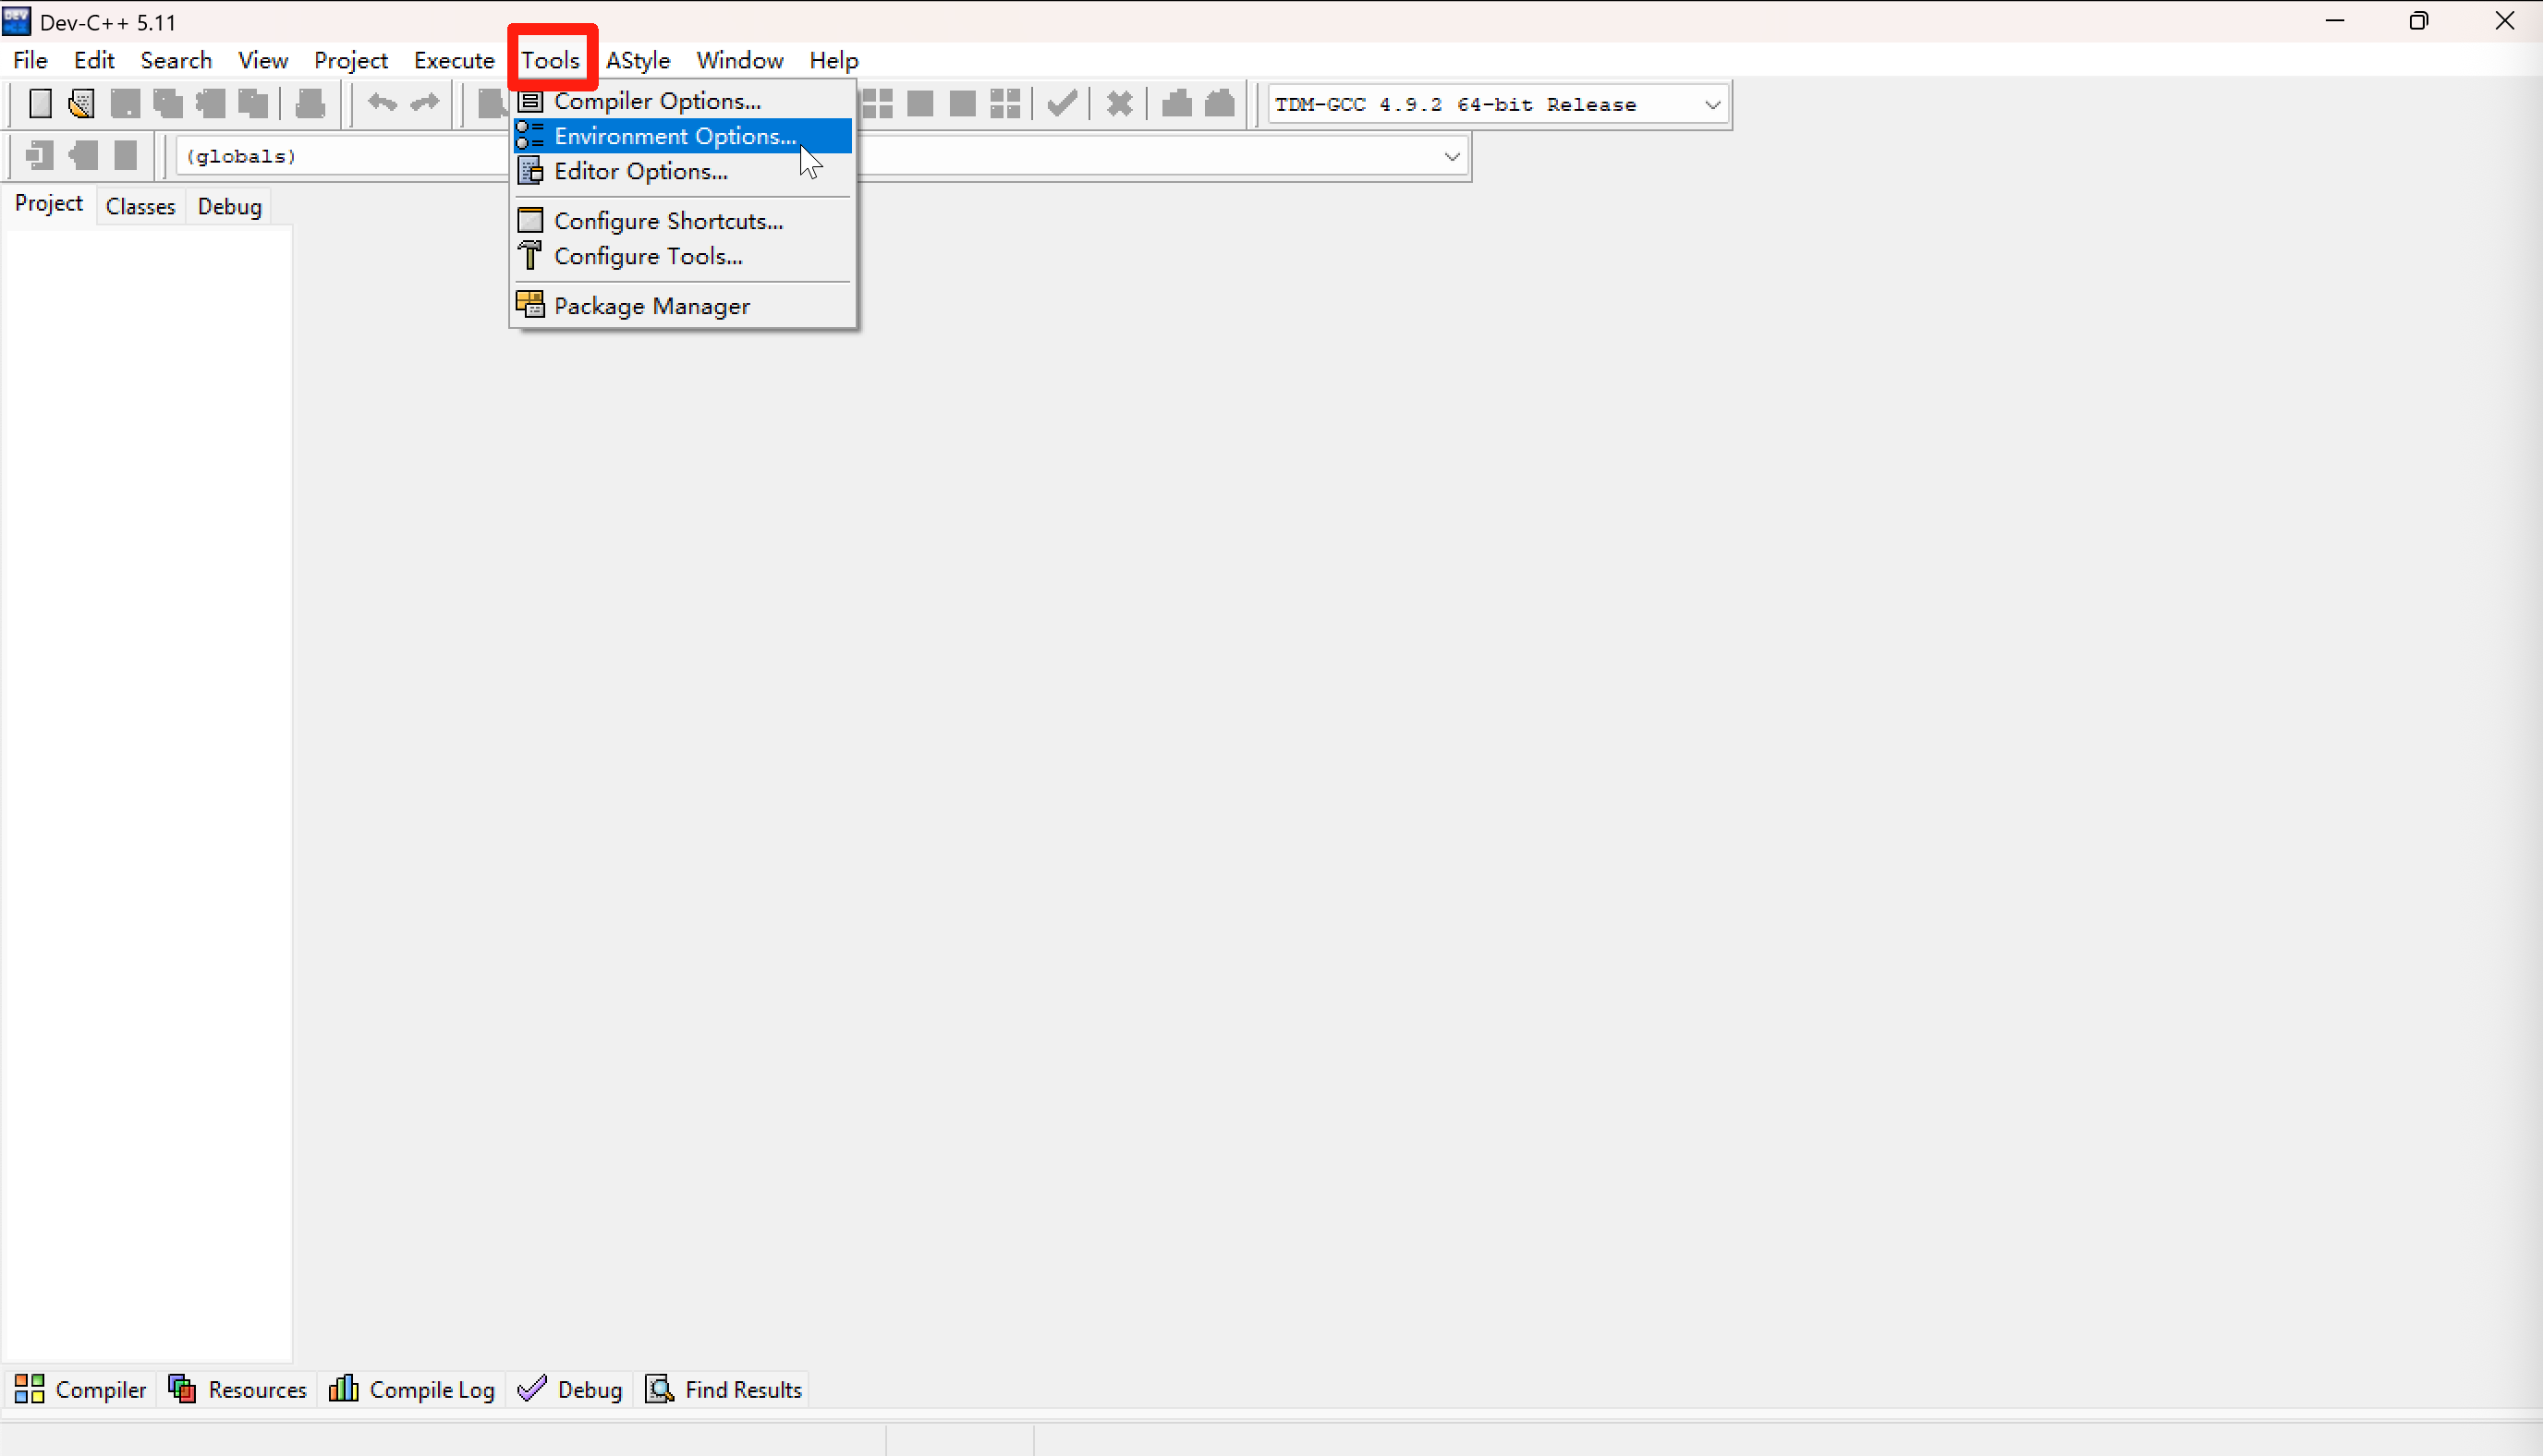 Dev-C++ 5.11
File Edit Search View Project Execute Tools AStyle Window Help
Compiler Options...
TDM-GCC 4.9.2 64-bit Release
Environment Options...
(globals)
Editor Options...
Project Classes Debug
Configure Shortcuts...
Configure Tools...
Package Manager
Compiler Resources Compile Log Debug Find Results